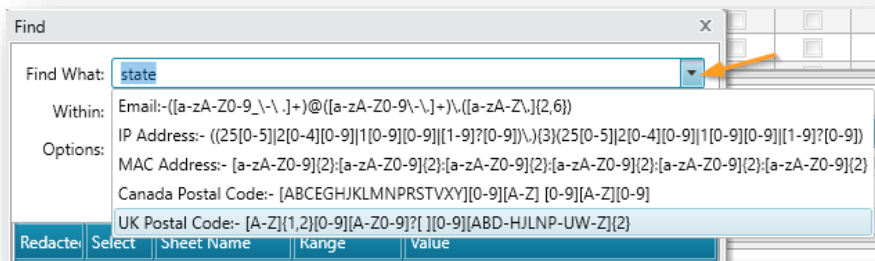 Find X
Find What: state
Within: Email:-([a-zA-Z0-9_\-\ .]+)@([a-zA-Z0-9\-\.]+)\.([a-zA-Z\.]{2,6})
IP Address:- ((25[0-5]|2[0-4][0-9]|1[0-9][0-9]|[1-9]?[0-9])\.){3}(25[0-5]|2[0-4][0-9]|1[0-9][0-9]|[1-9]?[0-9])
Options:
MAC Address:- [a-zA-Z0-9]{2}:[a-zA-Z0-9]{2}:[a-zA-Z0-9]{2}:[a-zA-Z0-9]{2}:[a-zA-Z0-9]{2}:[a-zA-Z0-9]{2}
Canada Postal Code:- [ABCEGHJKLMNPRSTVXY][0-9][A-Z] [0-9][A-Z][0-9]
UK Postal Code:- [A-Z]{1,2}[0-9][A-Z0-9]?[ ][0-9][ABD-HJLNP-UW-Z]{2}
Redacted Select Sheet Name Range Value